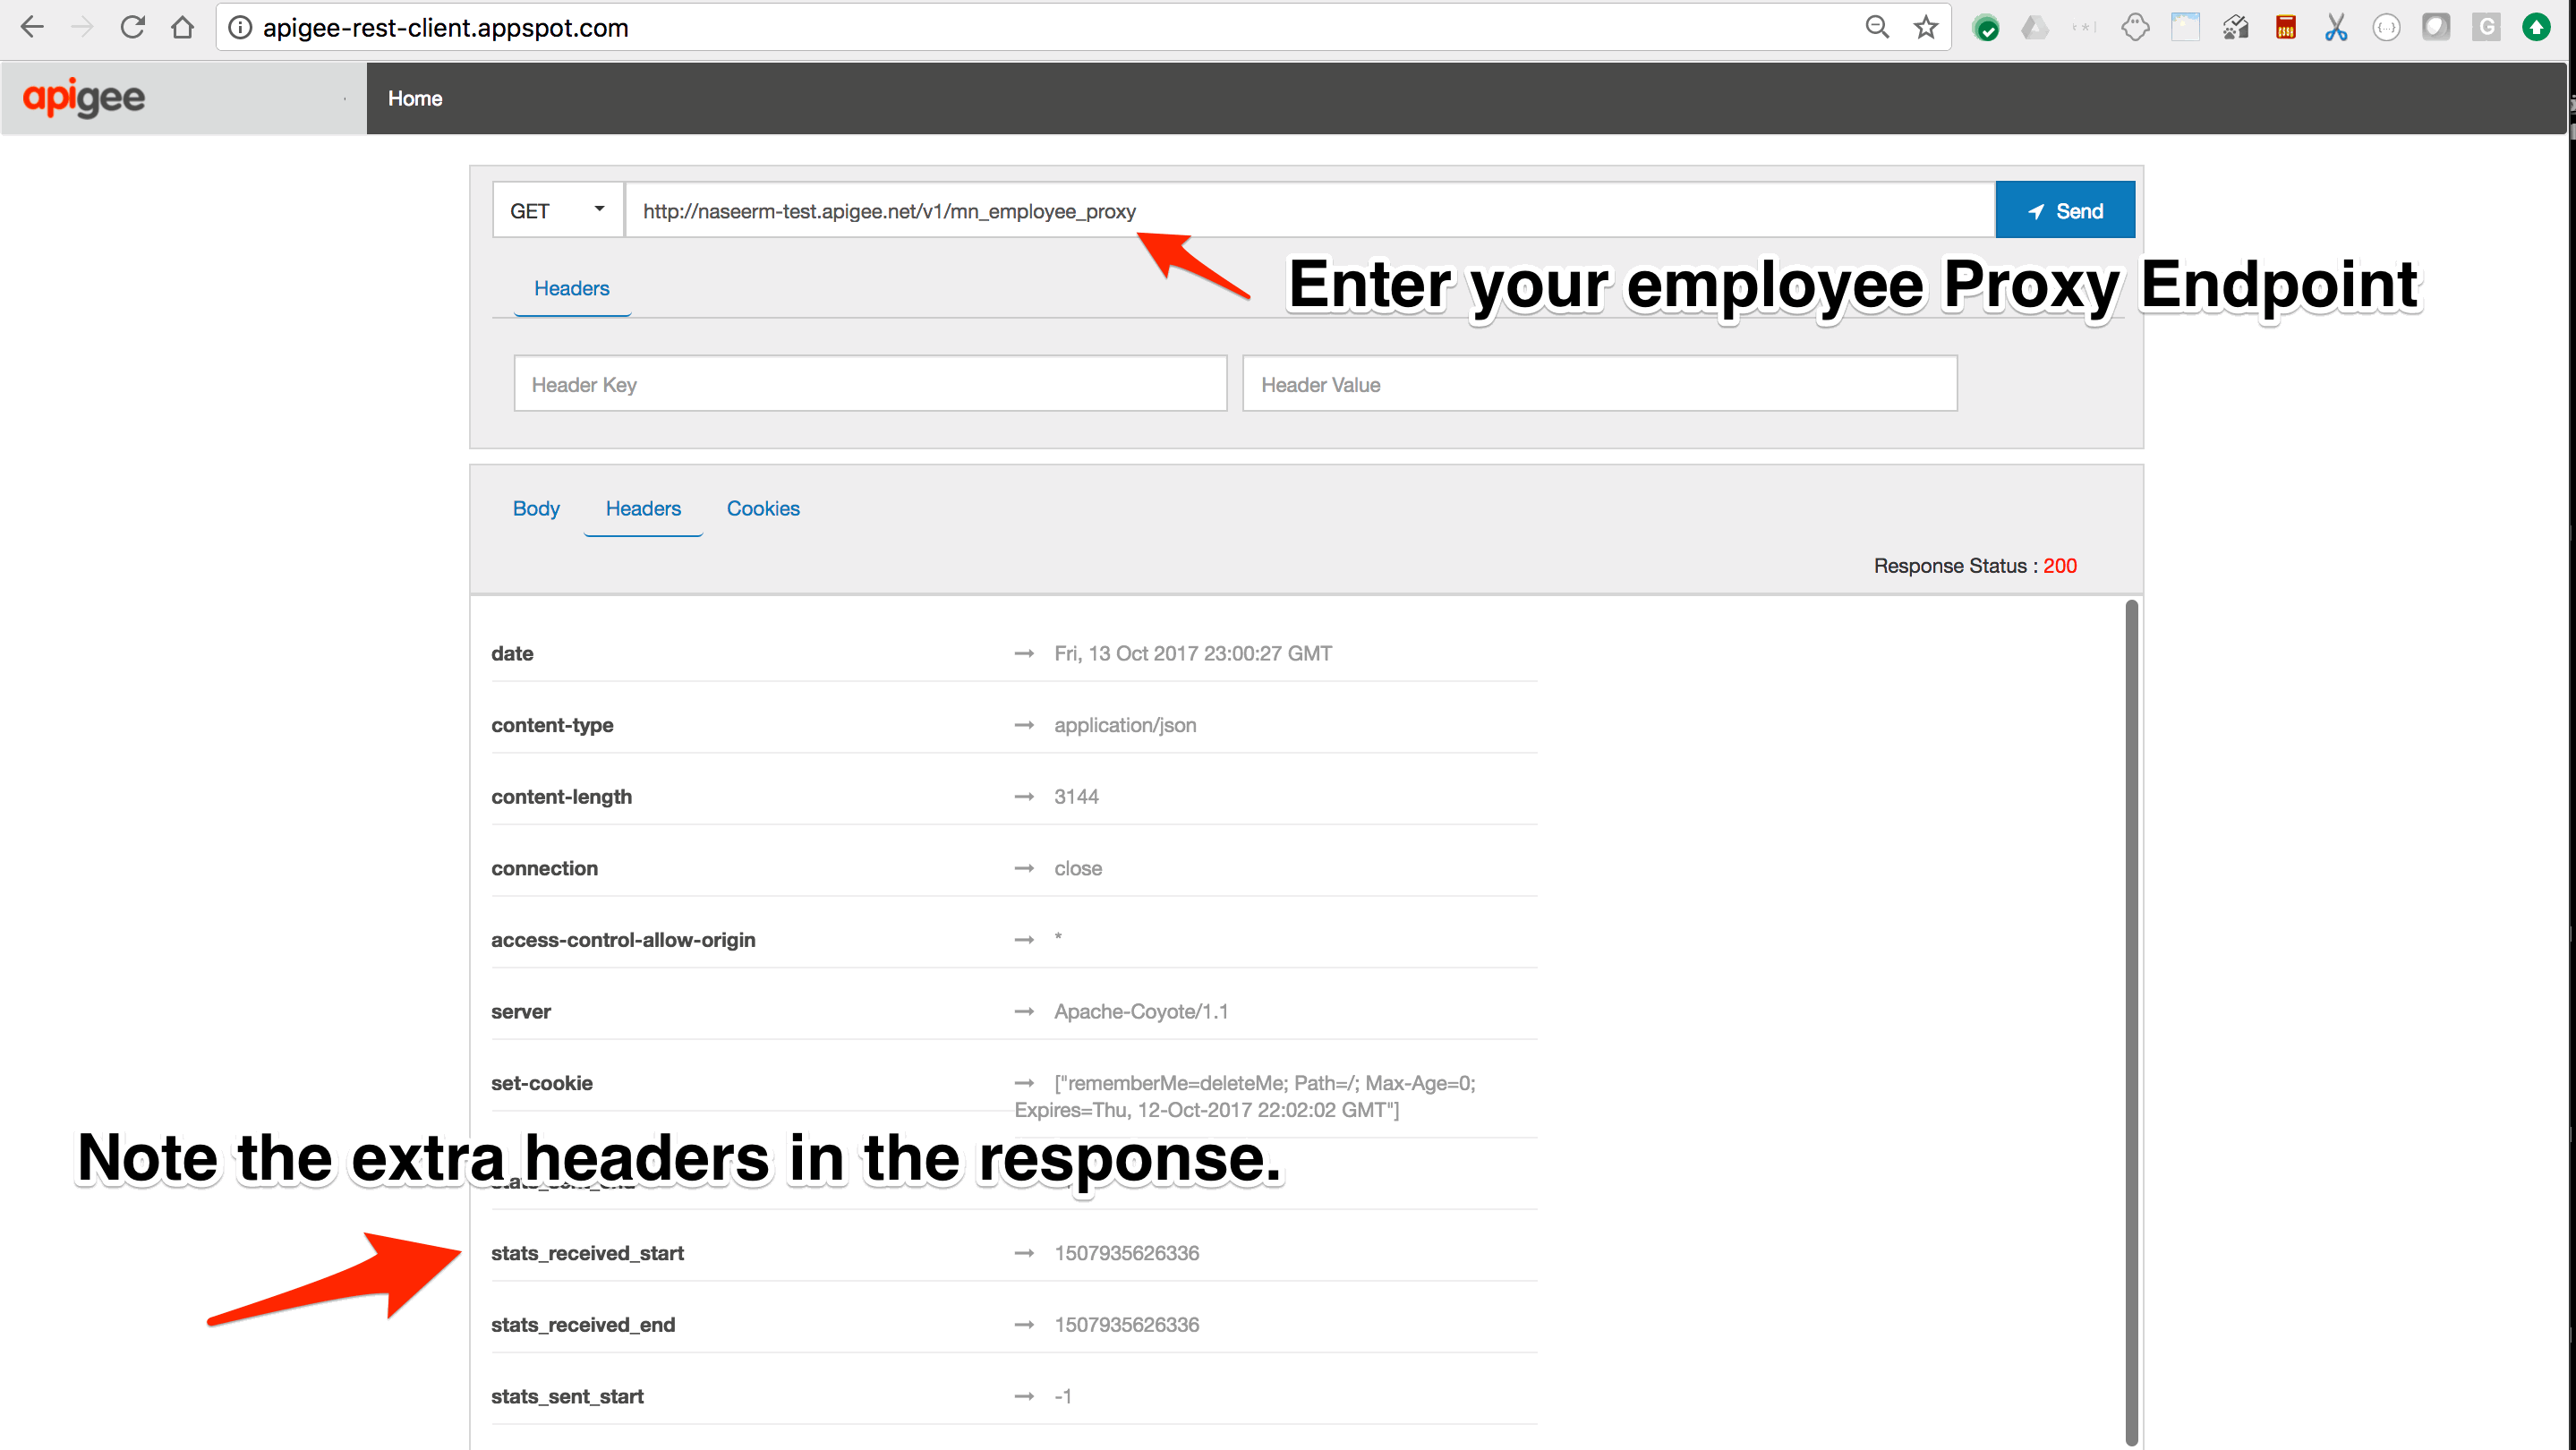 apigee-rest-client.appspot.com
apigee
Home
GET
http://naseerm-test.apigee.net/v1/mn_employee_proxy
Send
Enter your employee Proxy Endpoint
Headers
Header Key
Header Value
Body Headers Cookies
Response Status : 200
date → Fri, 13 Oct 2017 23:00:27 GMT
content-type → application/json
content-length → 3144
connection → close
access-control-allow-origin → *
server → Apache-Coyote/1.1
set-cookie → ["rememberMe=deleteMe; Path=/; Max-Age=0;
Expires=Thu, 12-Oct-2017 22:02:02 GMT"]
Note the extra headers in the response.
stats_received_start → 1507935626336
stats_received_end → 1507935626336
stats_sent_start → -1